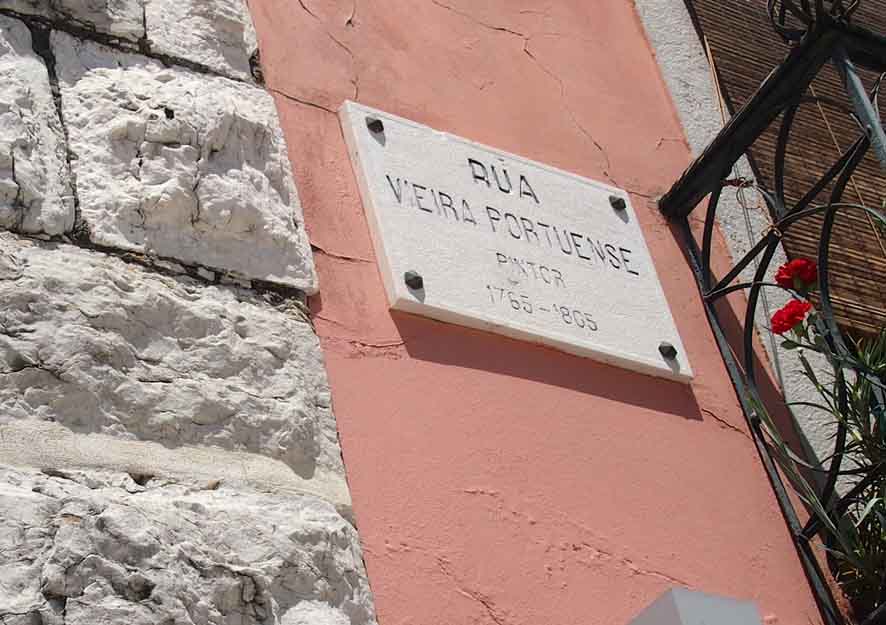 RUA
VIEIRA PORTUENSE
PINTOR
1765-1805